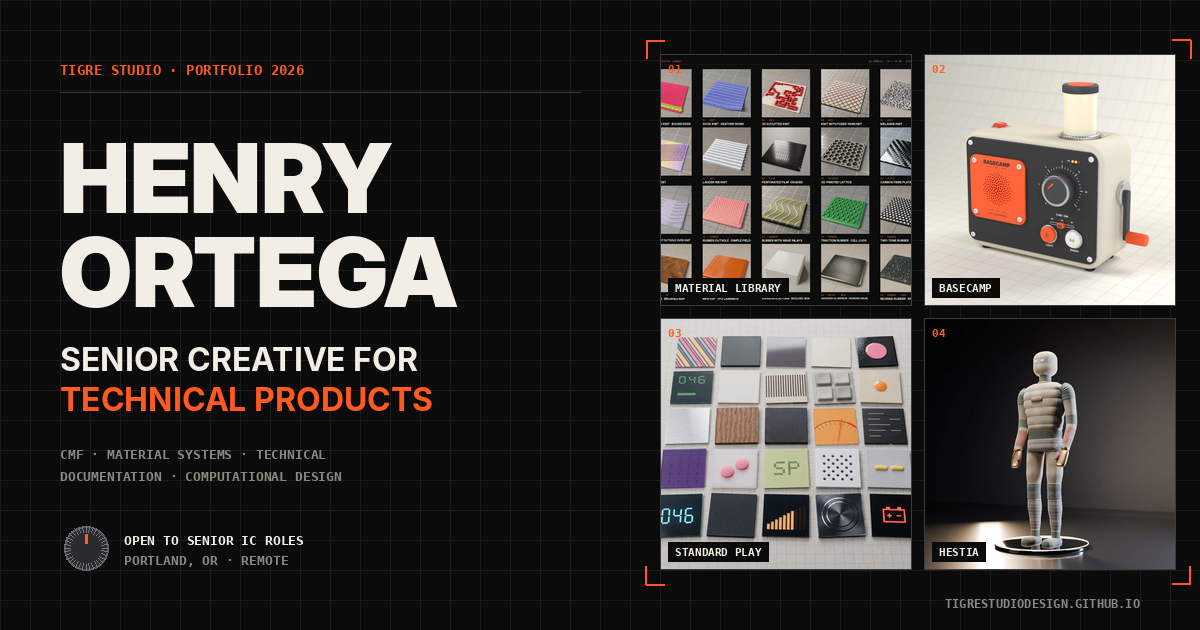 TIGRE STUDIO · PORTFOLIO 2026
HENRY
ORTEGA
SENIOR CREATIVE FOR
TECHNICAL PRODUCTS
CMF · MATERIAL SYSTEMS · TECHNICAL
DOCUMENTATION · COMPUTATIONAL DESIGN
OPEN TO SENIOR IC ROLES
PORTLAND, OR · REMOTE
01
MATERIAL LIBRARY
02
BASECAMP
BASECAMP
03
046
SP
046
STANDARD PLAY
04
HESTIA
TIGRESTUDIODESIGN.GITHUB.IO